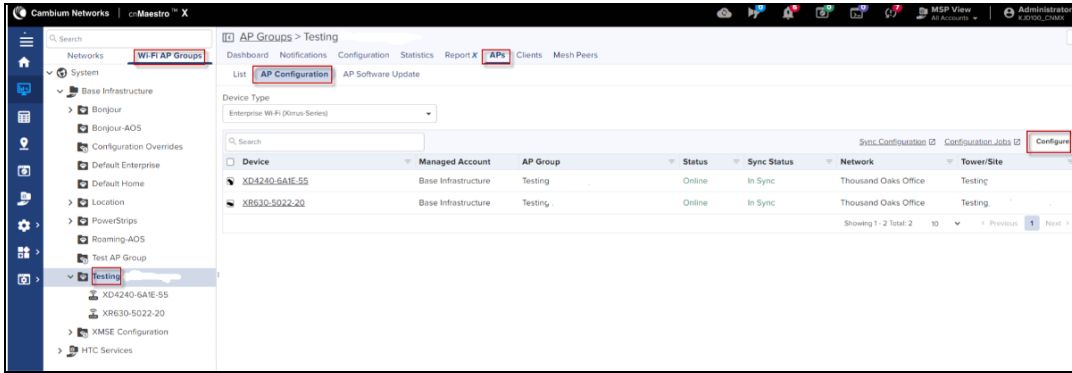 Cambium Networks | cnMaestro™ X
MSP View
All Accounts
Administrator
KJD100_CNMX
Search
Networks
Wi-Fi AP Groups
System
Base Infrastructure
Bonjour
Bonjour-AOS
Configuration Overrides
Default Enterprise
Default Home
Location
PowerStrips
Roaming-AOS
Test AP Group
Testing
XD4240-6A1E-55
XR630-5022-20
XMSE Configuration
HTC Services
AP Groups > Testing
Dashboard Notifications Configuration Statistics Report X APs Clients Mesh Peers
List AP Configuration AP Software Update
Device Type
Enterprise Wi-Fi (Xirrus-Series)
Search
Sync Configuration Configuration Jobs Configure
Device Managed Account AP Group Status Sync Status Network Tower/Site
XD4240-6A1E-55 Base Infrastructure Testing Online In Sync Thousand Oaks Office Testing
XR630-5022-20 Base Infrastructure Testing Online In Sync Thousand Oaks Office Testing
Showing 1 - 2 Total: 2 10 < Previous 1 Next >